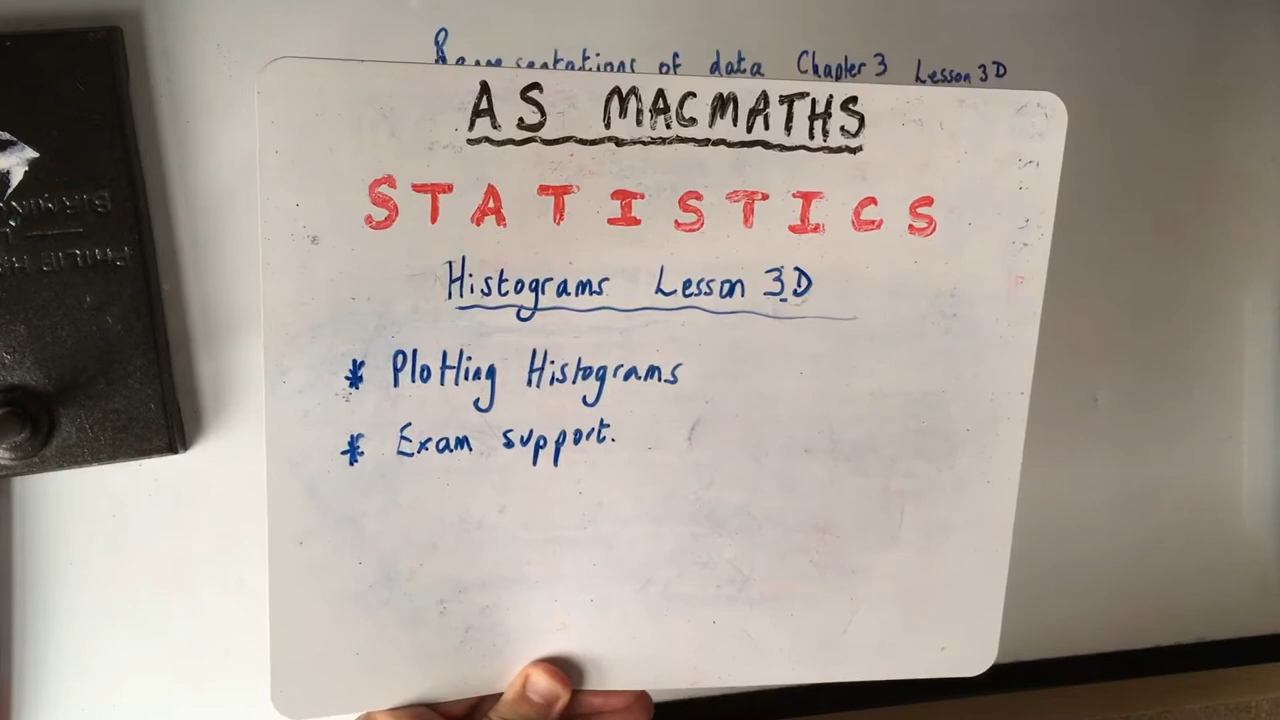 Representations of data Chapter 3 Lesson 3D
AS MACMATHS
STATISTICS
Histograms Lesson 3D
* Plotting Histograms
* Exam support.